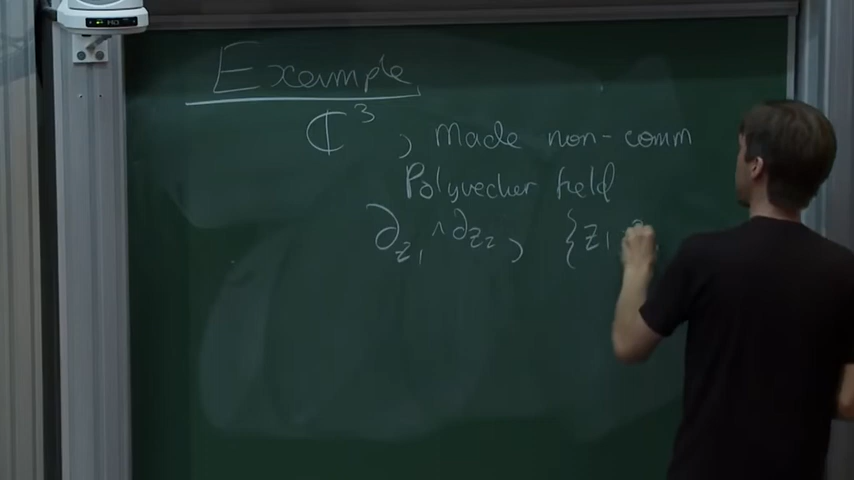 Example
ℂ³, Made non-comm
Polyvector field
∂_{z₁} ∧ ∂_{z₂}, {z₁